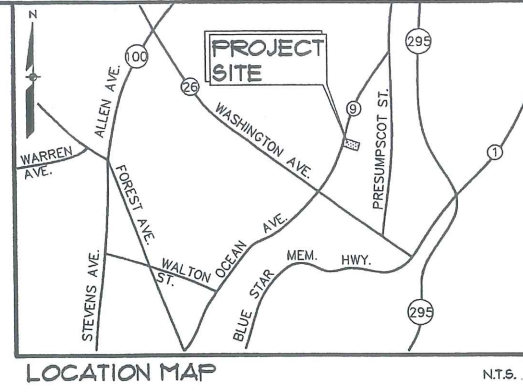 N
PROJECT
SITE
295
100
26
9
1
ALLEN AVE.
WASHINGTON AVE.
PRESUMPSCOT ST.
WARREN
AVE.
FOREST AVE.
OCEAN AVE.
STEVENS AVE.
WALTON
ST.
BLUE STAR MEM. HWY.
295
LOCATION MAP
N.T.S.